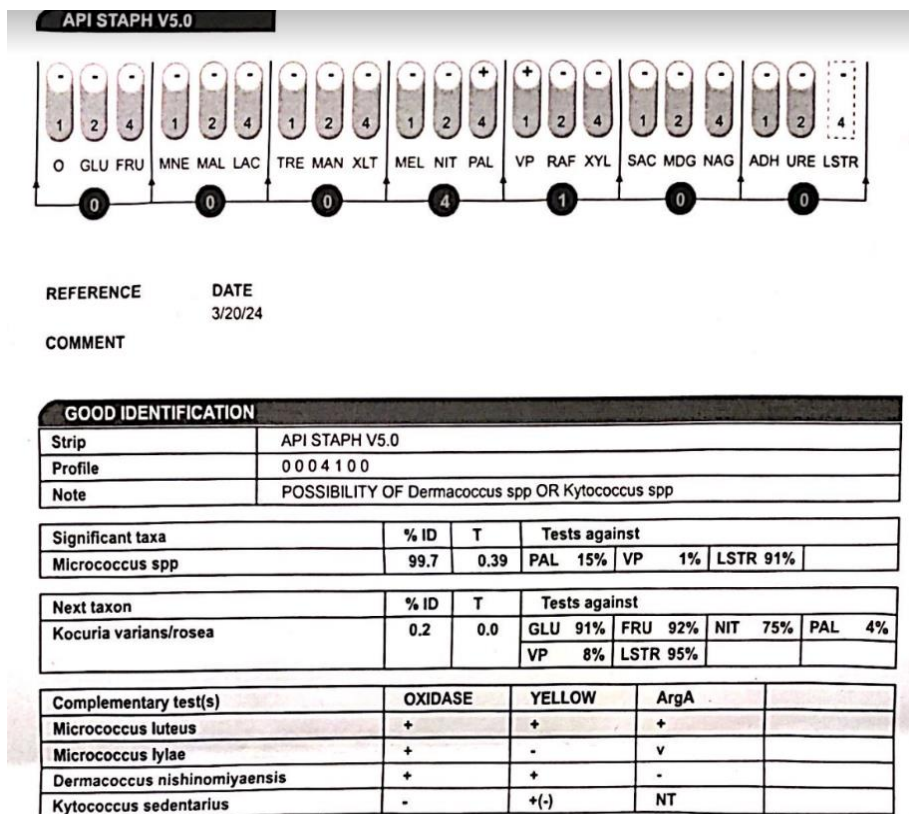 API STAPH V5.0
- - - - - - - - - - - + + - - - - - - - -
1 2 4 1 2 4 1 2 4 1 2 4 1 2 4 1 2 4 1 2 4
O GLU FRU MNE MAL LAC TRE MAN XLT MEL NIT PAL VP RAF XYL SAC MDG NAG ADH URE LSTR
0 0 0 4 1 0 0
REFERENCE DATE
3/20/24
COMMENT
GOOD IDENTIFICATION
Strip API STAPH V5.0
Profile 0 0 0 4 1 0 0
Note POSSIBILITY OF Dermacoccus spp OR Kytococcus spp
Significant taxa % ID T Tests against
Micrococcus spp 99.7 0.39 PAL 15% VP 1% LSTR 91%
Next taxon % ID T Tests against
Kocuria varians/rosea 0.2 0.0 GLU 91% FRU 92% NIT 75% PAL 4%
VP 8% LSTR 95%
Complementary test(s) OXIDASE YELLOW ArgA
Micrococcus luteus + + +
Micrococcus lylae + - v
Dermacoccus nishinomiyaensis + + -
Kytococcus sedentarius - +(-) NT